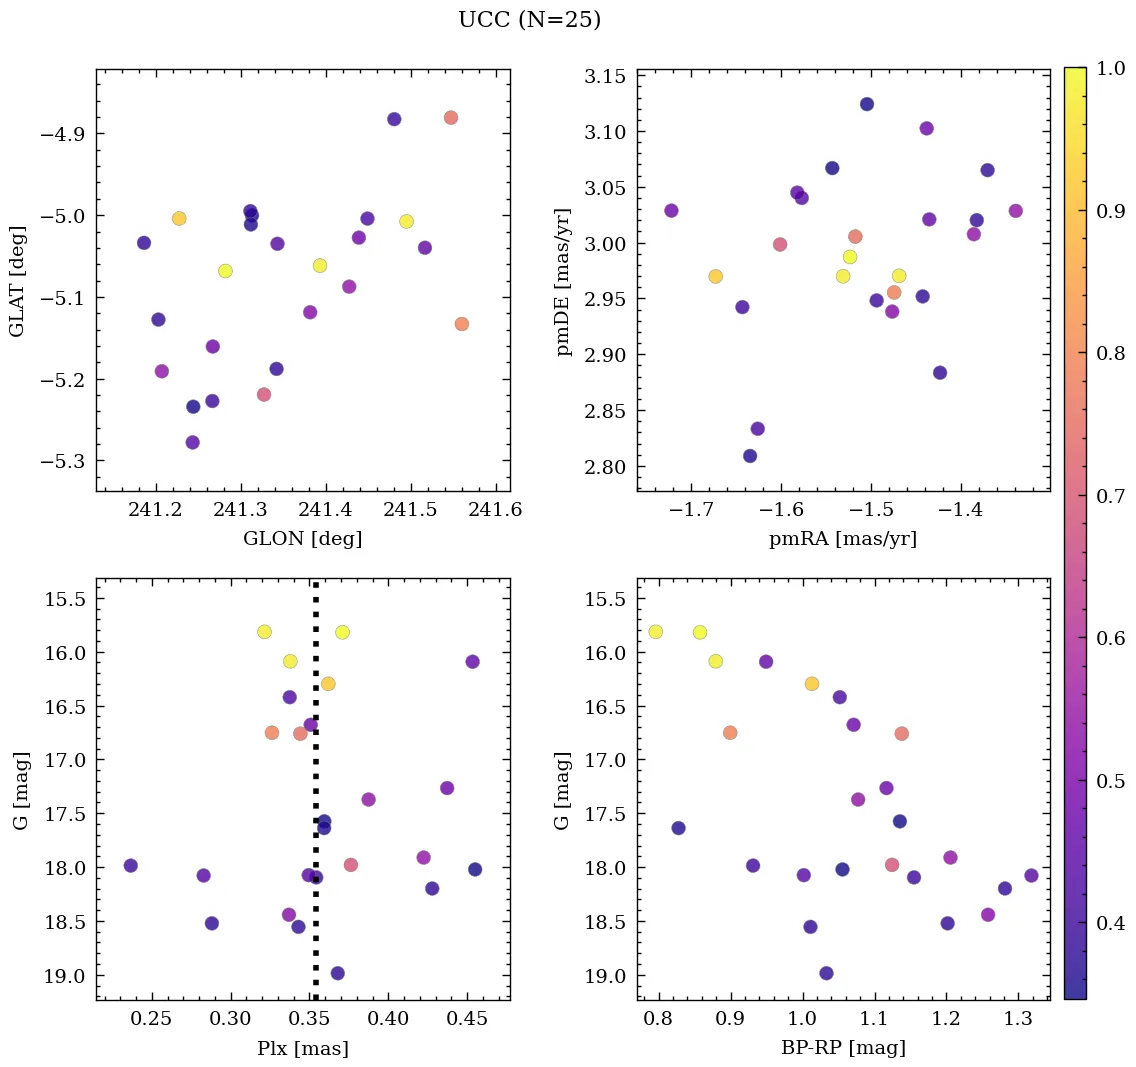 UCC (N=25)
−4.9
−5.0
−5.1
−5.2
−5.3
GLAT [deg]
241.2 241.3 241.4 241.5 241.6
GLON [deg]
3.15
3.10
3.05
3.00
2.95
2.90
2.85
2.80
pmDE [mas/yr]
−1.7 −1.6 −1.5 −1.4
pmRA [mas/yr]
15.5
16.0
16.5
17.0
17.5
18.0
18.5
19.0
G [mag]
0.25 0.30 0.35 0.40 0.45
Plx [mas]
15.5
16.0
16.5
17.0
17.5
18.0
18.5
19.0
G [mag]
0.8 0.9 1.0 1.1 1.2 1.3
BP-RP [mag]
1.0
0.9
0.8
0.7
0.6
0.5
0.4